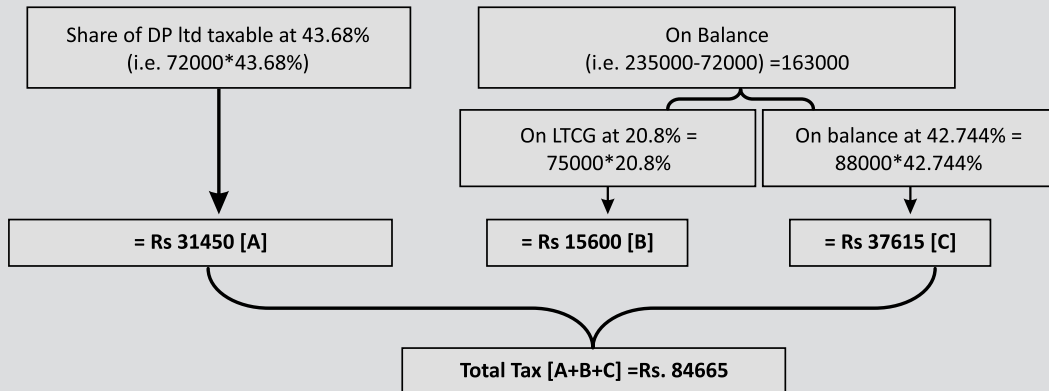 Share of DP ltd taxable at 43.68%
(i.e. 72000*43.68%)
On Balance
(i.e. 235000-72000) =163000
On LTCG at 20.8% =
75000*20.8%
On balance at 42.744% =
88000*42.744%
= Rs 31450 [A]
= Rs 15600 [B]
= Rs 37615 [C]
Total Tax [A+B+C] =Rs. 84665